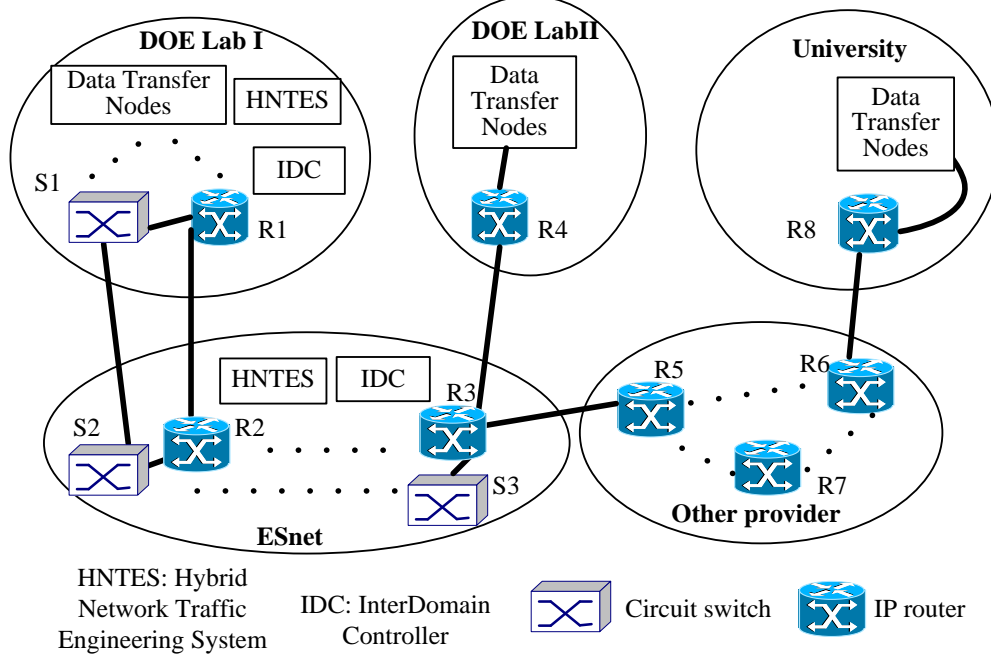 DOE Lab I
DOE LabII
University
Data Transfer
Nodes
HNTES
Data
Transfer
Nodes
Data
Transfer
Nodes
IDC
S1
R1
R4
R8
HNTES
IDC
R3
R5
R6
S2
R2
S3
R7
ESnet
Other provider
HNTES: Hybrid
Network Traffic
Engineering System
IDC: InterDomain
Controller
Circuit switch
IP router